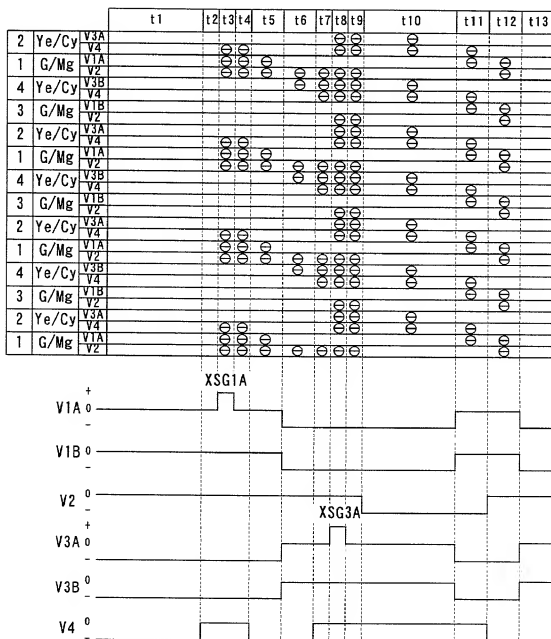 t1 t2 t3 t4 t5 t6 t7 t8 t9 t10 t11 t12 t13
2 Ye/Cy V3A
V4
1 G/Mg V1A
V2
4 Ye/Cy V3B
V4
3 G/Mg V1B
V2
2 Ye/Cy V3A
V4
1 G/Mg V1A
V2
4 Ye/Cy V3B
V4
3 G/Mg V1B
V2
2 Ye/Cy V3A
V4
1 G/Mg V1A
V2
4 Ye/Cy V3B
V4
3 G/Mg V1B
V2
2 Ye/Cy V3A
V4
1 G/Mg V1A
V2
XSG1A
+
V1A 0
-
V1B 0
-
V2 0
-
XSG3A
+
V3A 0
-
V3B 0
-
V4 0
-